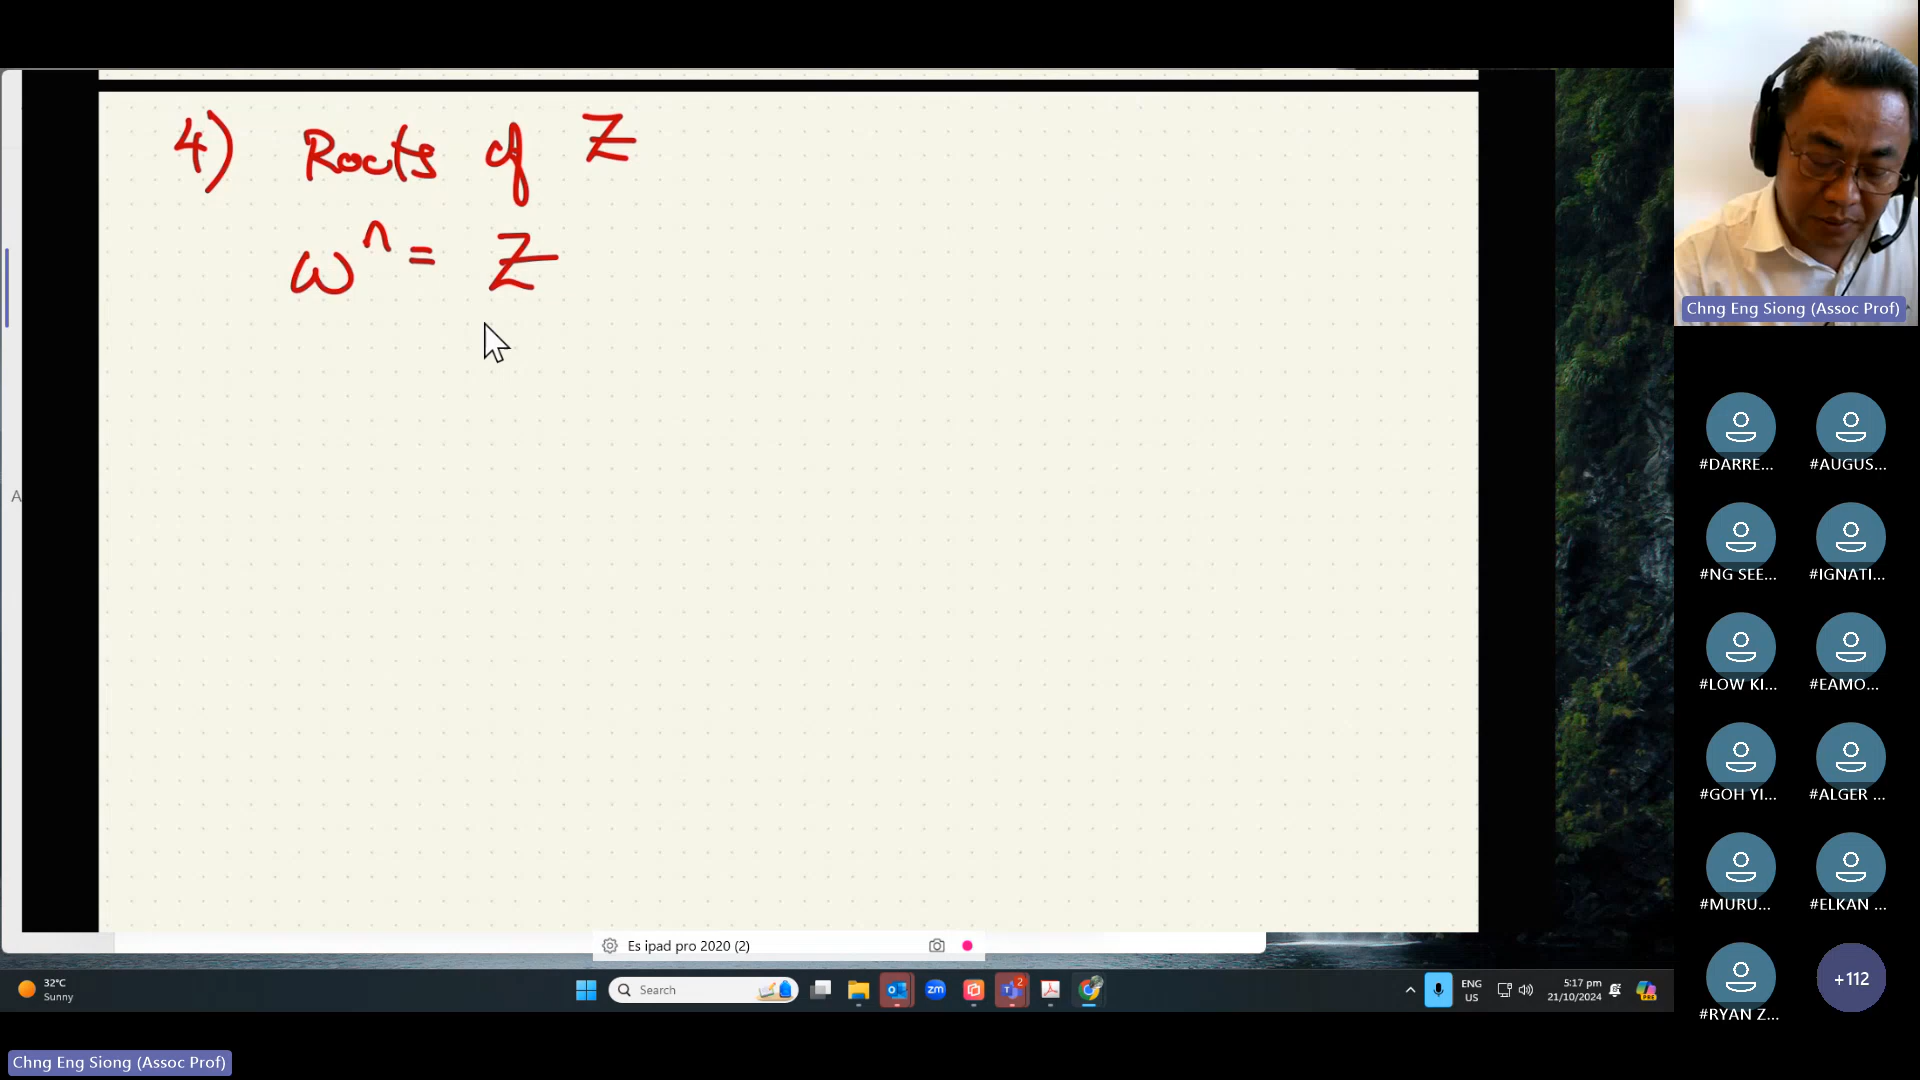 4) Roots of Z
ω^n = Z
Chng Eng Siong (Assoc Prof)
#DARRE...
#AUGUS...
#NG SEE...
#IGNATI...
#LOW KI...
#EAMO...
#GOH YI...
#ALGER ...
#MURU...
#ELKAN ...
#RYAN Z...
+112
A
Es ipad pro 2020 (2)
32°C
Sunny
Search
zm
2
ENG
US
5:17 pm
21/10/2024
Chng Eng Siong (Assoc Prof)